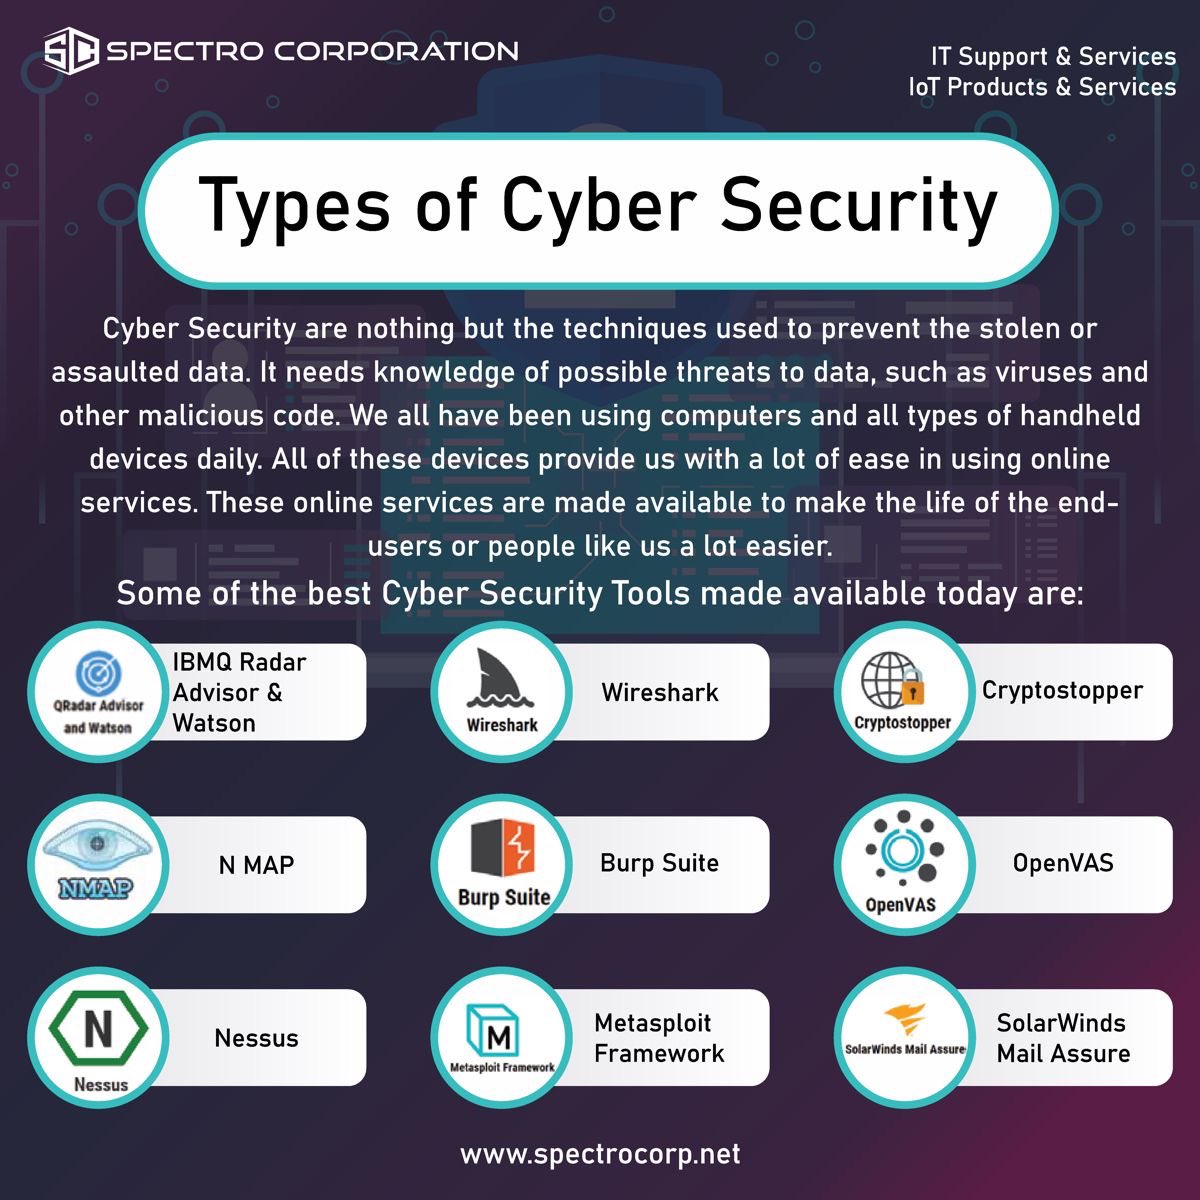 SC SPECTRO CORPORATION
IT Support & Services
IoT Products & Services
Types of Cyber Security
Cyber Security are nothing but the techniques used to prevent the stolen or
assaulted data. It needs knowledge of possible threats to data, such as viruses and
other malicious code. We all have been using computers and all types of handheld
devices daily. All of these devices provide us with a lot of ease in using online
services. These online services are made available to make the life of the end-
users or people like us a lot easier.
Some of the best Cyber Security Tools made available today are:
QRadar Advisor
and Watson
IBMQ Radar
Advisor &
Watson
Wireshark
Wireshark
Cryptostopper
Cryptostopper
NMAP
N MAP
Burp Suite
Burp Suite
OpenVAS
OpenVAS
N
Nessus
Nessus
M
Metasploit Framework
Metasploit
Framework
SolarWinds Mail Assure
SolarWinds
Mail Assure
www.spectrocorp.net